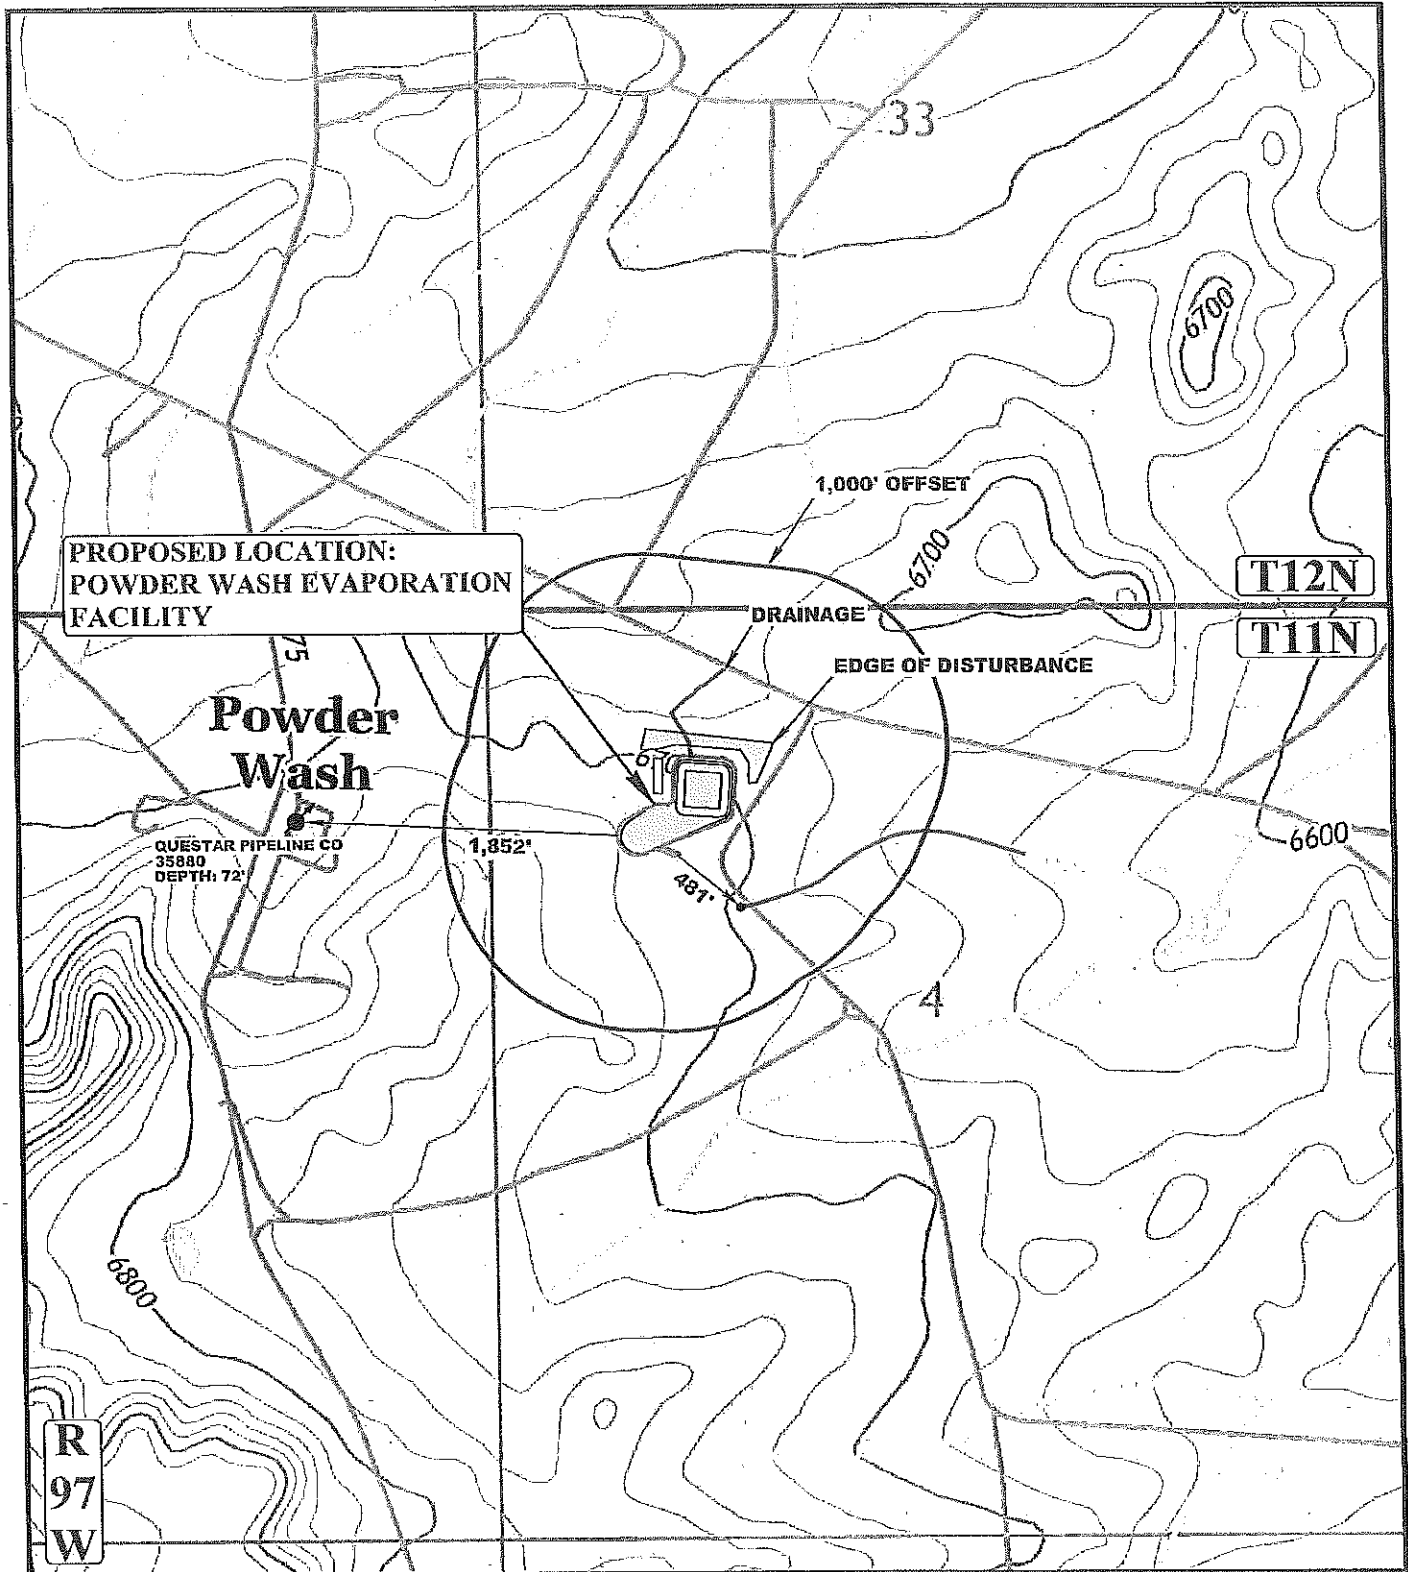 33
6700
1,000' OFFSET
6700
PROPOSED LOCATION:
POWDER WASH EVAPORATION
FACILITY
T12N
DRAINAGE
T11N
75
EDGE OF DISTURBANCE
Powder
Wash
QUESTAR PIPELINE CO
35880
DEPTH: 72'
1,852'
6600
481'
4
6800
R
97
W